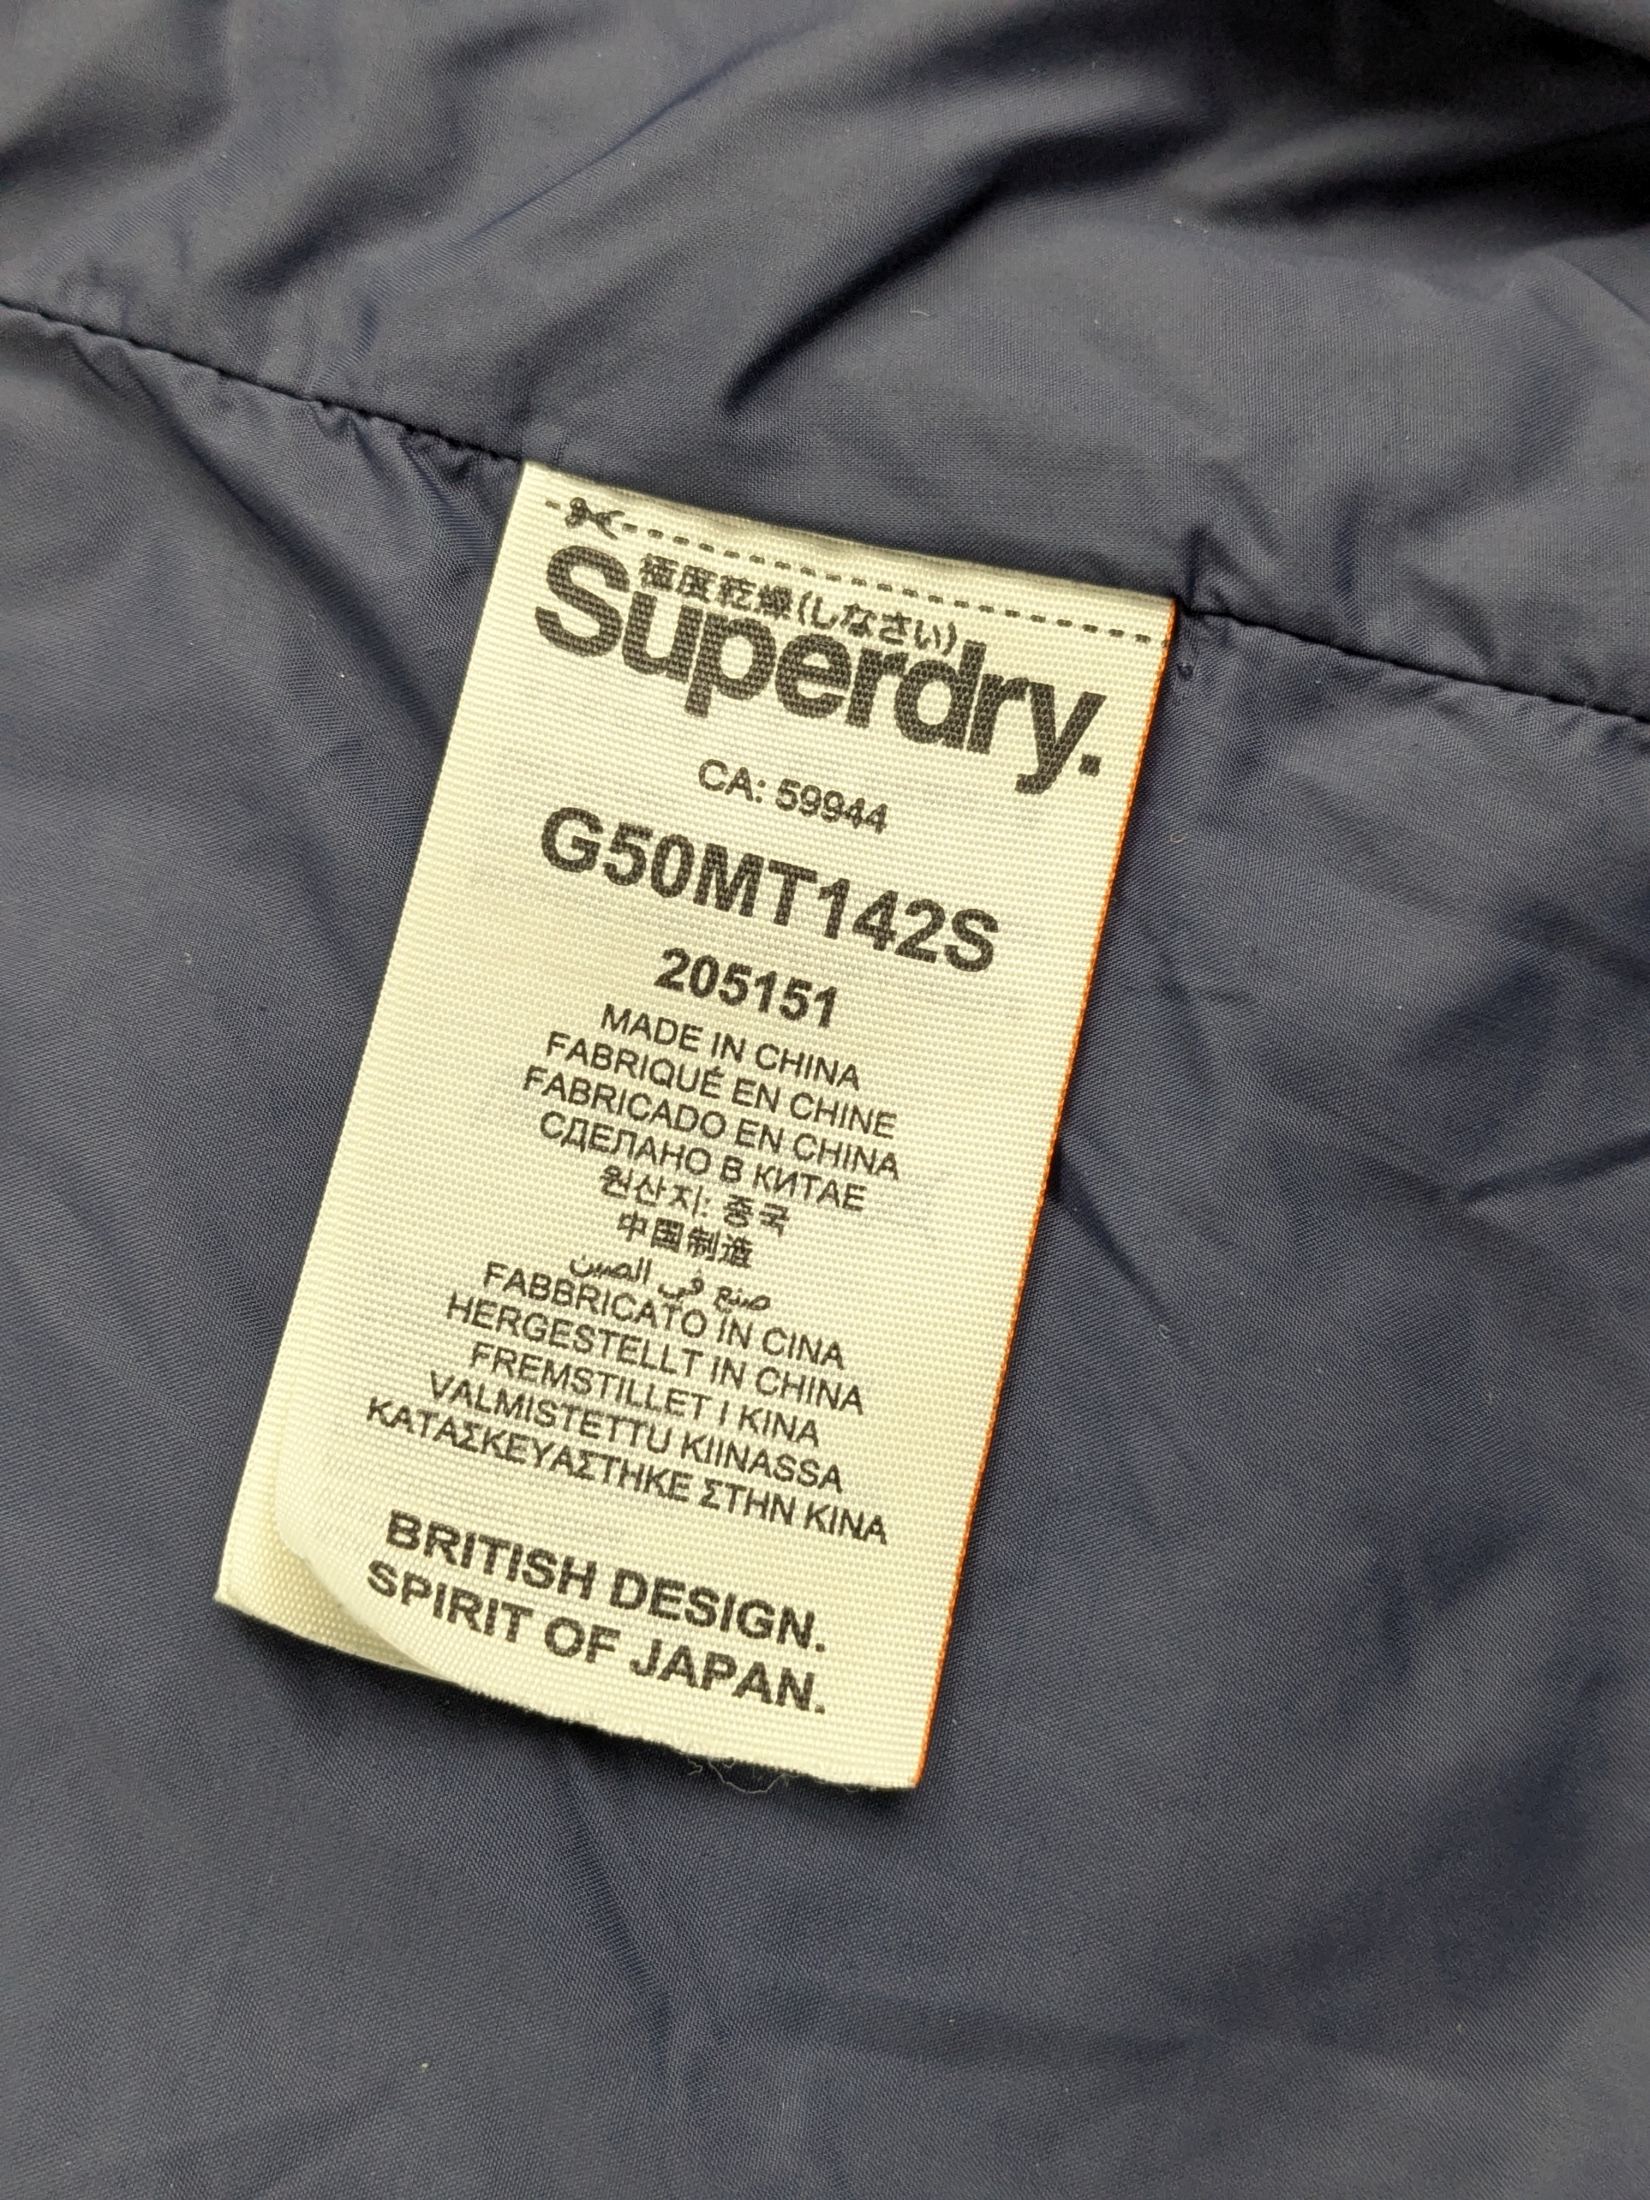 極度乾燥(しなさい)
Superdry.
CA: 59944
G50MT142S
205151
MADE IN CHINA
FABRIQUÉ EN CHINE
FABRICADO EN CHINA
СДЕЛАНО В КИТАЕ
원산지: 중국
中国制造
صنع في الصين
FABBRICATO IN CINA
HERGESTELLT IN CHINA
FREMSTILLET I KINA
VALMISTETTU KIINASSA
ΚΑΤΑΣΚΕΥΑΣΤΗΚΕ ΣΤΗΝ ΚΙΝΑ
BRITISH DESIGN.
SPIRIT OF JAPAN.